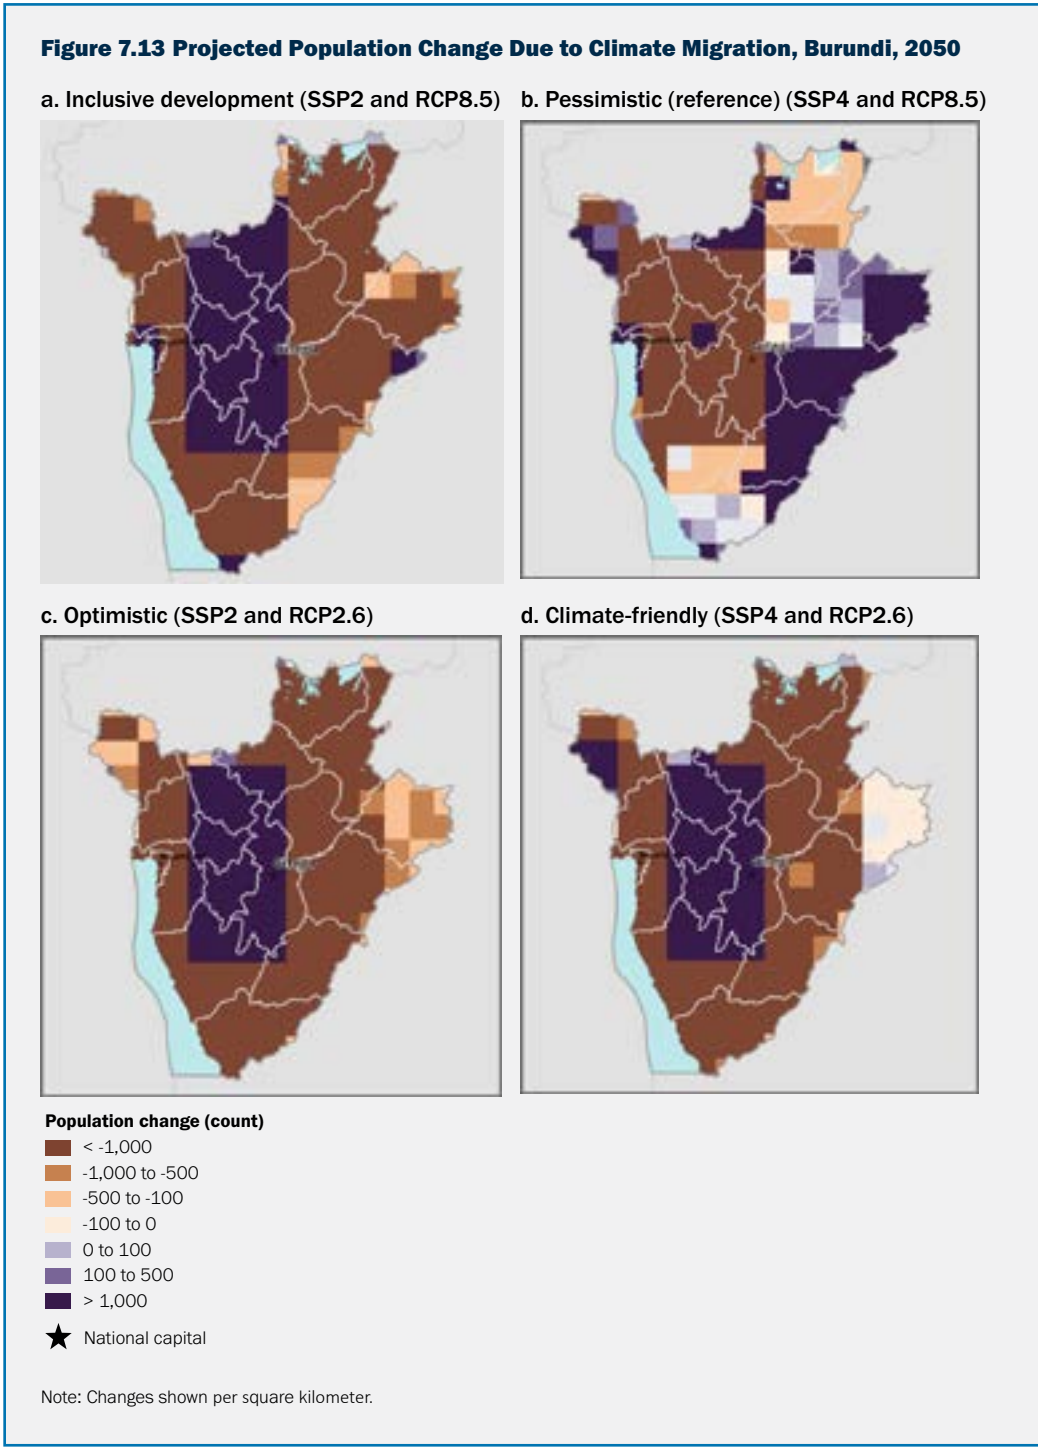 Figure 7.13 Projected Population Change Due to Climate Migration, Burundi, 2050
a. Inclusive development (SSP2 and RCP8.5)
b. Pessimistic (reference) (SSP4 and RCP8.5)
c. Optimistic (SSP2 and RCP2.6)
d. Climate-friendly (SSP4 and RCP2.6)
Population change (count)
< -1,000
-1,000 to -500
-500 to -100
-100 to 0
0 to 100
100 to 500
> 1,000
National capital
Note: Changes shown per square kilometer.